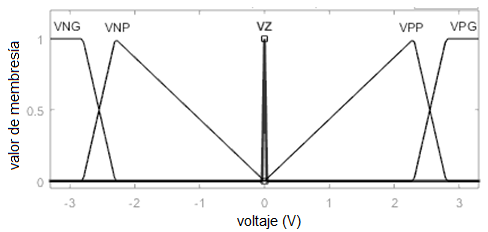 VNG VNP VZ VPP VPG
1
0.5
0
valor de membresia
-3 -2 -1 0 1 2 3
voltaje (V)